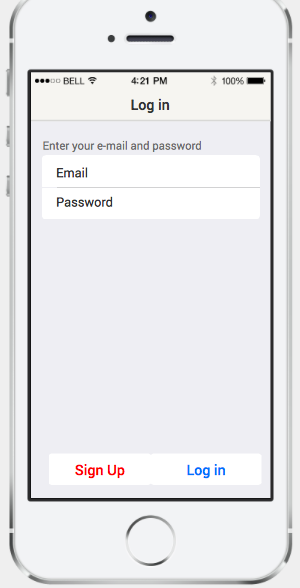 BELL 4:21 PM 100%
Log in
Enter your e-mail and password
Email
Password
Sign Up Log in